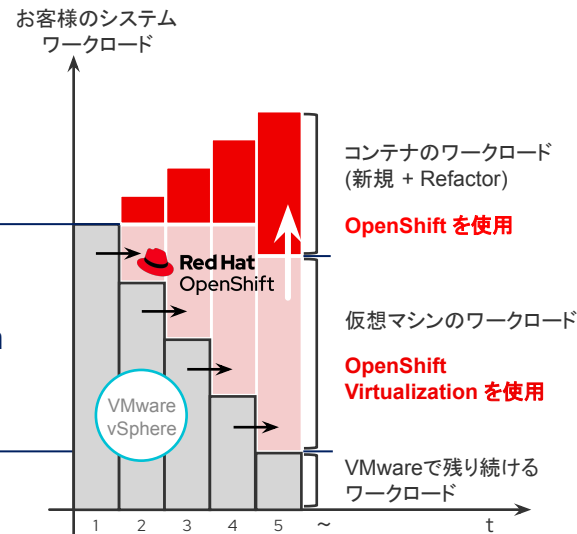 お客様のシステム
ワークロード
コンテナのワークロード
(新規 + Refactor)
OpenShift を使用
Red Hat
OpenShift
仮想マシンのワークロード
OpenShift
Virtualization を使用
VMware
vSphere
VMwareで残り続ける
ワークロード
1 2 3 4 5 ~ t